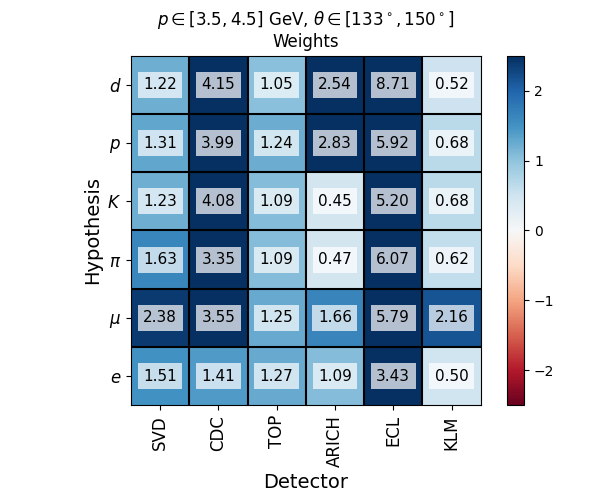 p ∈ [3.5, 4.5] GeV, θ ∈ [133°, 150°]
Weights
d 1.22 4.15 1.05 2.54 8.71 0.52
p 1.31 3.99 1.24 2.83 5.92 0.68
K 1.23 4.08 1.09 0.45 5.20 0.68
π 1.63 3.35 1.09 0.47 6.07 0.62
μ 2.38 3.55 1.25 1.66 5.79 2.16
e 1.51 1.41 1.27 1.09 3.43 0.50
SVD CDC TOP ARICH ECL KLM
Detector
Hypothesis
2
1
0
−1
−2